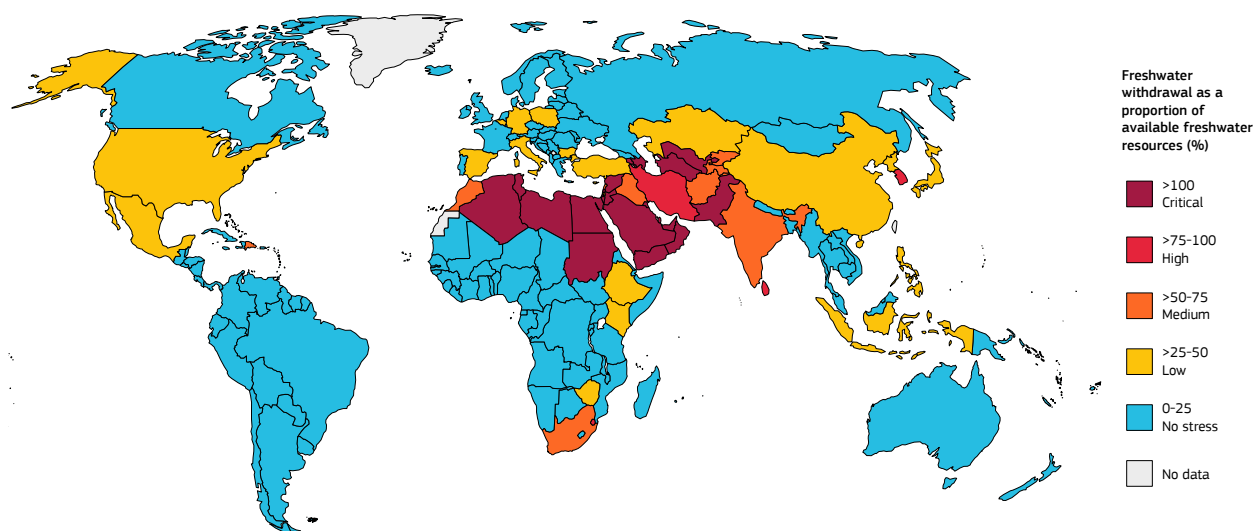 Freshwater
withdrawal as a
proportion of
available freshwater
resources (%)
>100
Critical
>75-100
High
>50-75
Medium
>25-50
Low
0-25
No stress
No data